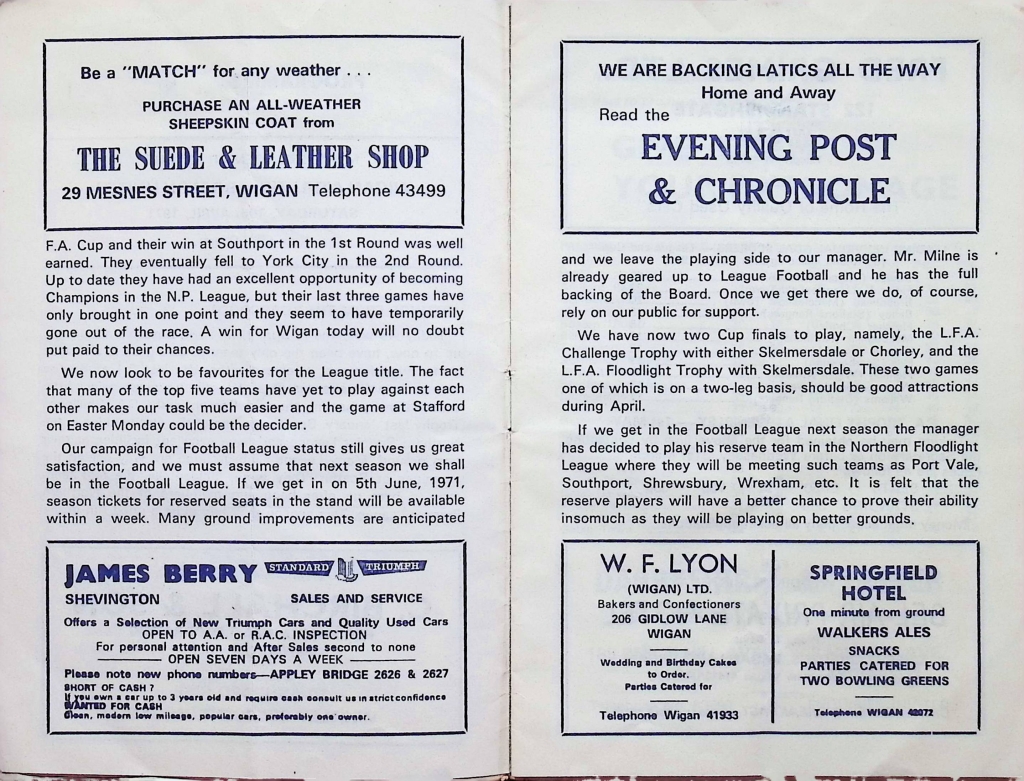 Be a "MATCH" for any weather . . .
PURCHASE AN ALL-WEATHER
SHEEPSKIN COAT from
THE SUEDE & LEATHER SHOP
29 MESNES STREET, WIGAN Telephone 43499
F.A. Cup and their win at Southport in the 1st Round was well
earned. They eventually fell to York City in the 2nd Round.
Up to date they have had an excellent opportunity of becoming
Champions in the N.P. League, but their last three games have
only brought in one point and they seem to have temporarily
gone out of the race. A win for Wigan today will no doubt
put paid to their chances.
We now look to be favourites for the League title. The fact
that many of the top five teams have yet to play against each
other makes our task much easier and the game at Stafford
on Easter Monday could be the decider.
Our campaign for Football League status still gives us great
satisfaction, and we must assume that next season we shall
be in the Football League. If we get in on 5th June, 1971,
season tickets for reserved seats in the stand will be available
within a week. Many ground improvements are anticipated
JAMES BERRY STANDARD TRIUMPH
SHEVINGTON SALES AND SERVICE
Offers a Selection of New Triumph Cars and Quality Used Cars
OPEN TO A.A. or R.A.C. INSPECTION
For personal attention and After Sales second to none
OPEN SEVEN DAYS A WEEK
Please note new phone numbers—APPLEY BRIDGE 2626 & 2627
SHORT OF CASH ?
If you own a car up to 3 years old and require cash consult us in strict confidence
WANTED FOR CASH
Clean, modern low mileage, popular cars, preferably one owner.
WE ARE BACKING LATICS ALL THE WAY
Home and Away
Read the
EVENING POST
& CHRONICLE
and we leave the playing side to our manager. Mr. Milne is
already geared up to League Football and he has the full
backing of the Board. Once we get there we do, of course,
rely on our public for support.
We have now two Cup finals to play, namely, the L.F.A.
Challenge Trophy with either Skelmersdale or Chorley, and the
L.F.A. Floodlight Trophy with Skelmersdale. These two games
one of which is on a two-leg basis, should be good attractions
during April.
If we get in the Football League next season the manager
has decided to play his reserve team in the Northern Floodlight
League where they will be meeting such teams as Port Vale,
Southport, Shrewsbury, Wrexham, etc. It is felt that the
reserve players will have a better chance to prove their ability
insomuch as they will be playing on better grounds.
W. F. LYON
(WIGAN) LTD.
Bakers and Confectioners
206 GIDLOW LANE
WIGAN
Wedding and Birthday Cakes
to Order.
Parties Catered for
Telephone Wigan 41933
SPRINGFIELD
HOTEL
One minute from ground
WALKERS ALES
SNACKS
PARTIES CATERED FOR
TWO BOWLING GREENS
Telephone WIGAN 42072